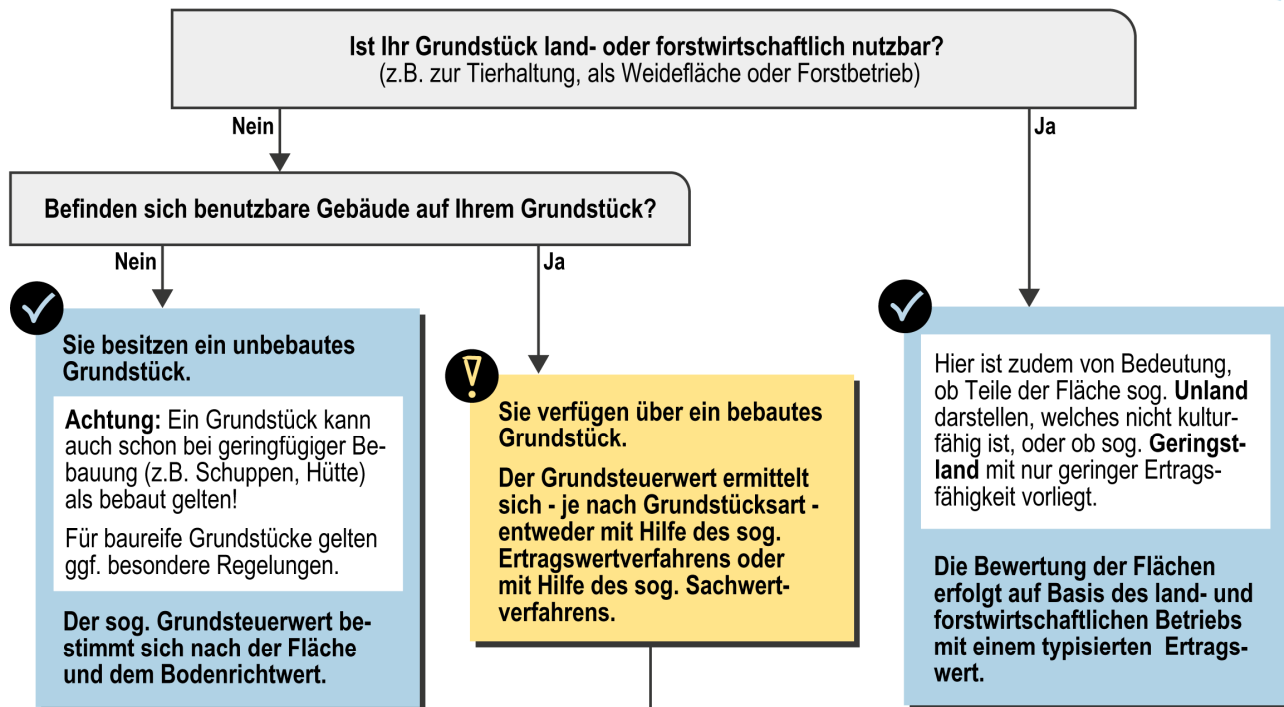 Ist Ihr Grundstück land- oder forstwirtschaftlich nutzbar?
(z.B. zur Tierhaltung, als Weidefläche oder Forstbetrieb)
Nein
Ja
Befinden sich benutzbare Gebäude auf Ihrem Grundstück?
Nein
Ja
Sie besitzen ein unbebautes
Grundstück.
Achtung: Ein Grundstück kann
auch schon bei geringfügiger Be-
bauung (z.B. Schuppen, Hütte)
als bebaut gelten!
Für baureife Grundstücke gelten
ggf. besondere Regelungen.
Der sog. Grundsteuerwert be-
stimmt sich nach der Fläche
und dem Bodenrichtwert.
Sie verfügen über ein bebautes
Grundstück.
Der Grundsteuerwert ermittelt
sich - je nach Grundstücksart -
entweder mit Hilfe des sog.
Ertragswertverfahrens oder
mit Hilfe des sog. Sachwert-
verfahrens.
Hier ist zudem von Bedeutung,
ob Teile der Fläche sog. Unland
darstellen, welches nicht kultur-
fähig ist, oder ob sog. Geringst-
land mit nur geringer Ertrags-
fähigkeit vorliegt.
Die Bewertung der Flächen
erfolgt auf Basis des land- und
forstwirtschaftlichen Betriebs
mit einem typisierten Ertrags-
wert.